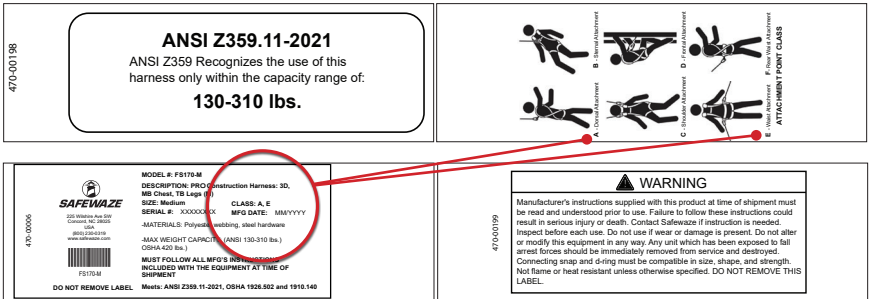 470-00198
ANSI Z359.11-2021
ANSI Z359 Recognizes the use of this
harness only within the capacity range of:
130-310 lbs.
A - Dorsal Attachment
B - Sternal Attachment
C - Shoulder Attachment
D - Frontal Attachment
E - Waist Attachment
F - Rear Waist Attachment
ATTACHMENT POINT CLASS
470-00006
SAFEWAZE
225 Wilshire Ave SW
Concord, NC 28025
USA
(800) 230-0319
www.safewaze.com
FS170-M
DO NOT REMOVE LABEL
MODEL #: FS170-M
DESCRIPTION: PRO Construction Harness: 3D,
MB Chest, TB Legs
SIZE: Medium CLASS: A, E
SERIAL #: XXXXXXXX MFG DATE: MM/YYYY
-MATERIALS: Polyester webbing, steel hardware
-MAX WEIGHT CAPACITY (ANSI 130-310 lbs.)
OSHA 420 lbs.)
MUST FOLLOW ALL MFG'S INSTRUCTIONS
INCLUDED WITH THE EQUIPMENT AT TIME OF
SHIPMENT
Meets: ANSI Z359.11-2021, OSHA 1926.502 and 1910.140
470-00199
WARNING
Manufacturer's instructions supplied with this product at time of shipment must
be read and understood prior to use. Failure to follow these instructions could
result in serious injury or death. Contact Safewaze if instruction is needed.
Inspect before each use. Do not use if wear or damage is present. Do not alter
or modify this equipment in any way. Any unit which has been exposed to fall
arrest forces should be immediately removed from service and destroyed.
Connecting snap and d-ring must be compatible in size, shape, and strength.
Not flame or heat resistant unless otherwise specified. DO NOT REMOVE THIS
LABEL.